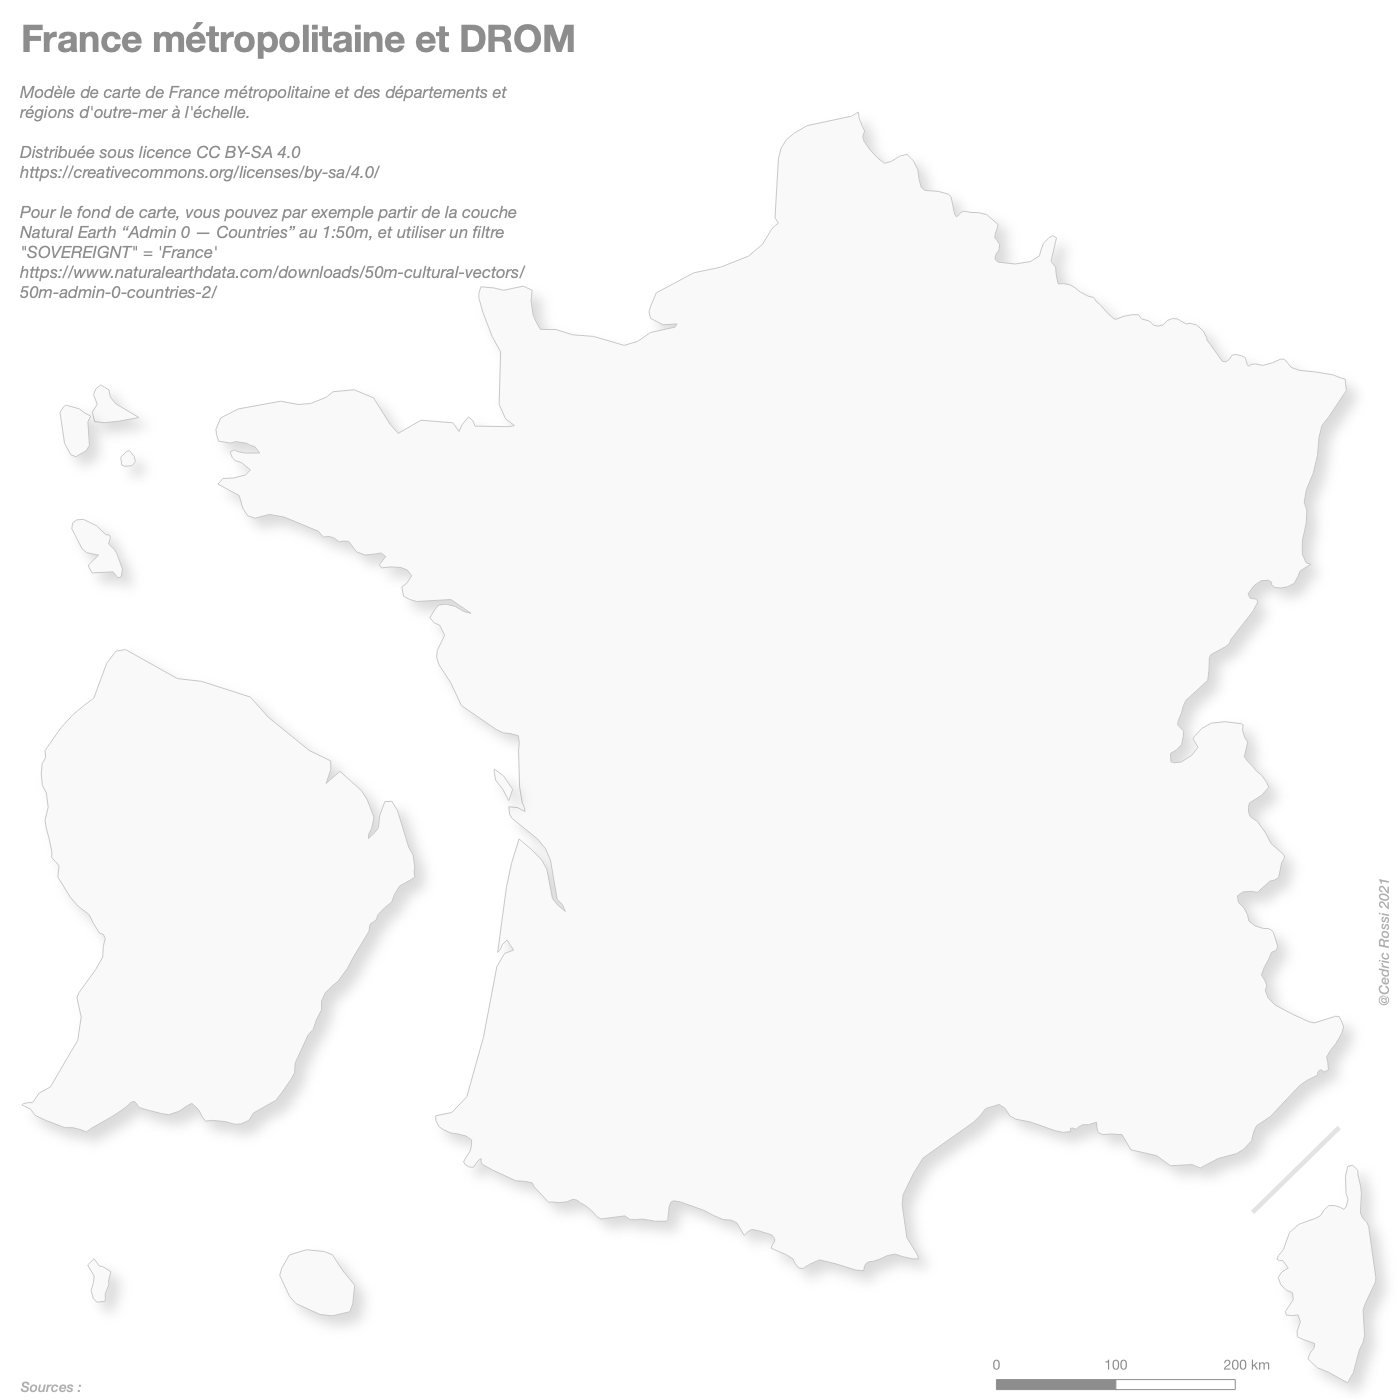 France métropolitaine et DROM
Modèle de carte de France métropolitaine et des départements et
régions d'outre-mer à l'échelle.
Distribuée sous licence CC BY-SA 4.0
https://creativecommons.org/licenses/by-sa/4.0/
Pour le fond de carte, vous pouvez par exemple partir de la couche
Natural Earth “Admin 0 — Countries” au 1:50m, et utiliser un filtre
"SOVEREIGNT" = 'France'
https://www.naturalearthdata.com/downloads/50m-cultural-vectors/
50m-admin-0-countries-2/
@Cedric Rossi 2021
0 100 200 km
Sources :